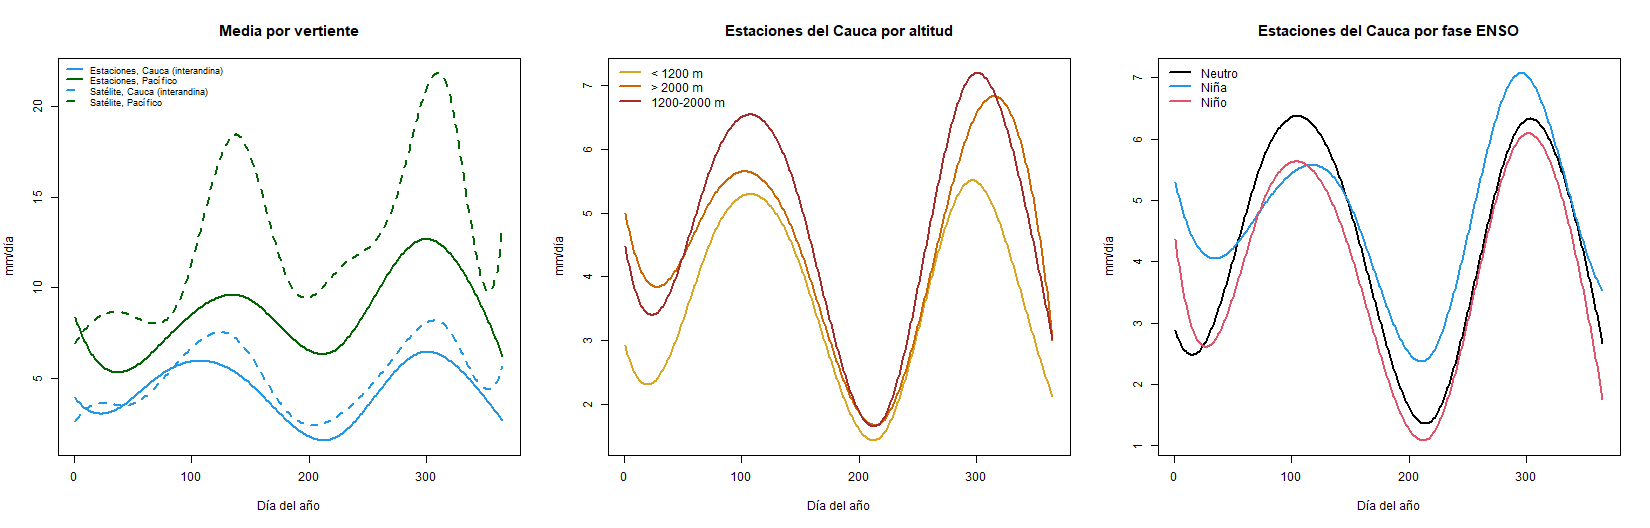 Media por vertiente
Estaciones, Cauca (interandina)
Estaciones, Pacífico
Satélite, Cauca (interandina)
Satélite, Pacífico
mm/día
5
10
15
20
0
100
200
300
Día del año
Estaciones del Cauca por altitud
< 1200 m
> 2000 m
1200-2000 m
mm/día
2
3
4
5
6
7
0
100
200
300
Día del año
Estaciones del Cauca por fase ENSO
Neutro
Niña
Niño
mm/día
1
2
3
4
5
6
7
0
100
200
300
Día del año